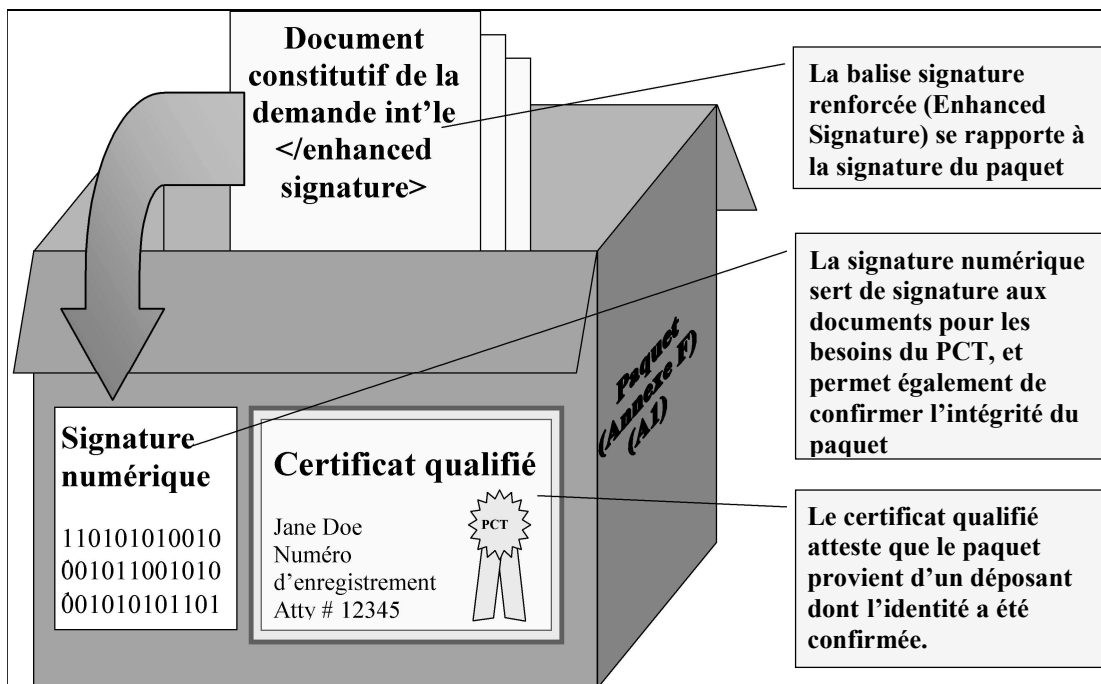 Document
constitutif de la
demande int’le
</enhanced
signature>
La balise signature
renforcée (Enhanced
Signature) se rapporte à
la signature du paquet
La signature numérique
sert de signature aux
documents pour les
besoins du PCT, et
permet également de
confirmer l’intégrité du
paquet
Paquet
(Annexe F)
(A1)
Signature
numérique
110101010010
001011001010
001010101101
Certificat qualifié
Jane Doe
Numéro
d’enregistrement
Atty # 12345
PCT
Le certificat qualifié
atteste que le paquet
provient d’un déposant
dont l’identité a été
confirmée.